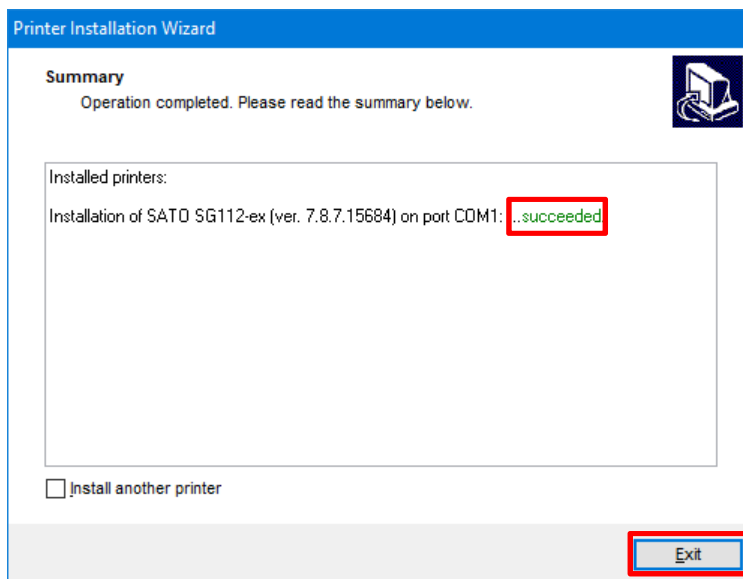 Printer Installation Wizard
Summary
Operation completed. Please read the summary below.
Installed printers:
Installation of SATO SG112-ex (ver. 7.8.7.15684) on port COM1: ...succeeded.
Install another printer
Exit